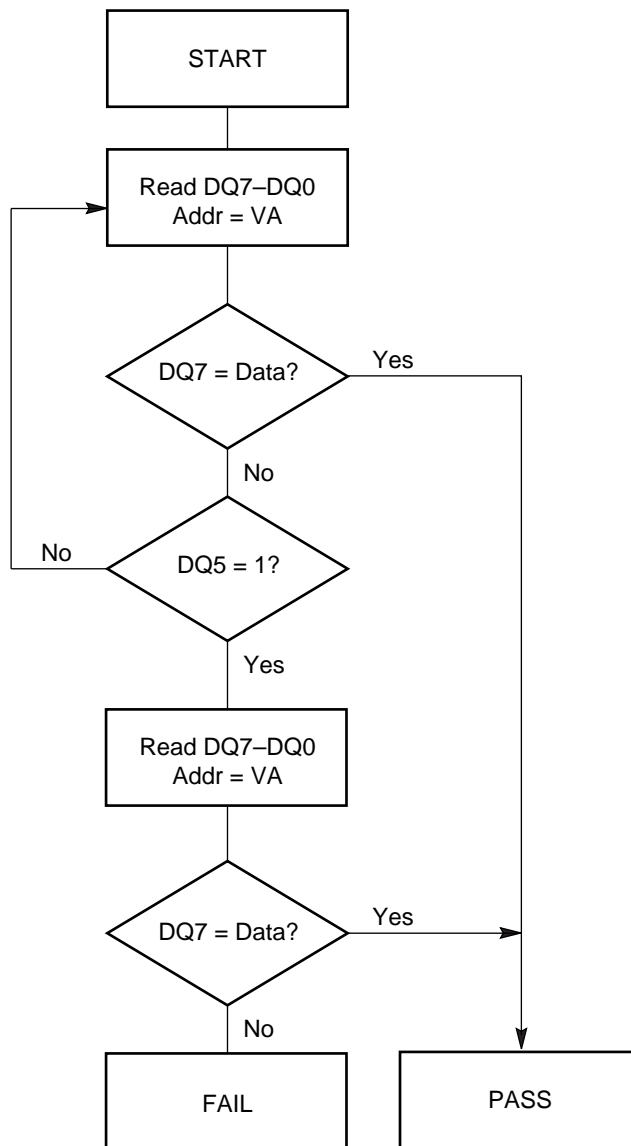 START
Read DQ7–DQ0
Addr = VA
DQ7 = Data?
Yes
No
No
DQ5 = 1?
Yes
Read DQ7–DQ0
Addr = VA
DQ7 = Data?
Yes
No
FAIL
PASS